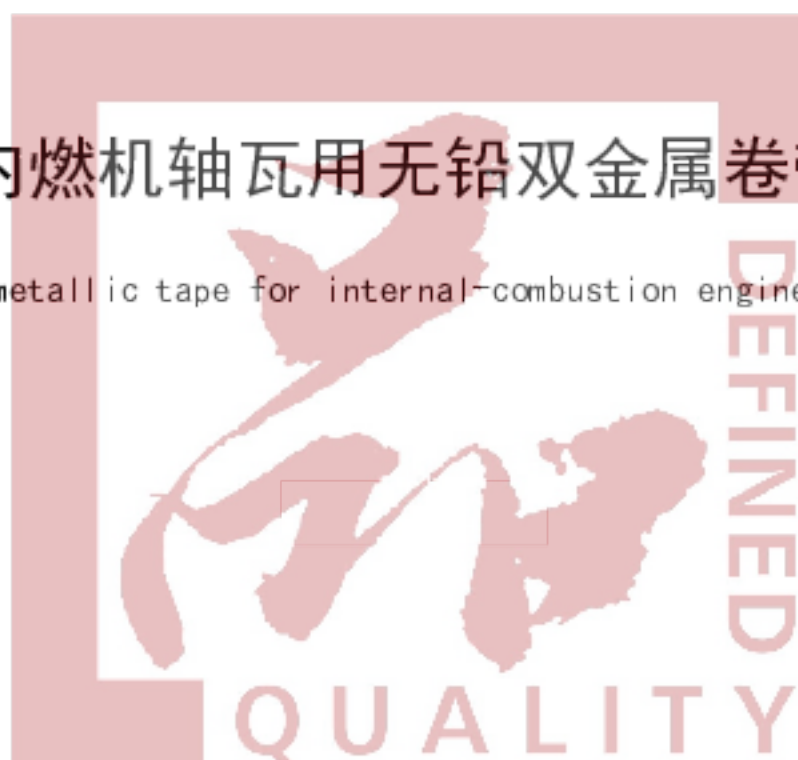 内燃机轴瓦用无铅双金属卷
metallic tape for internal-combustion engine
DEFINED
QUALITY